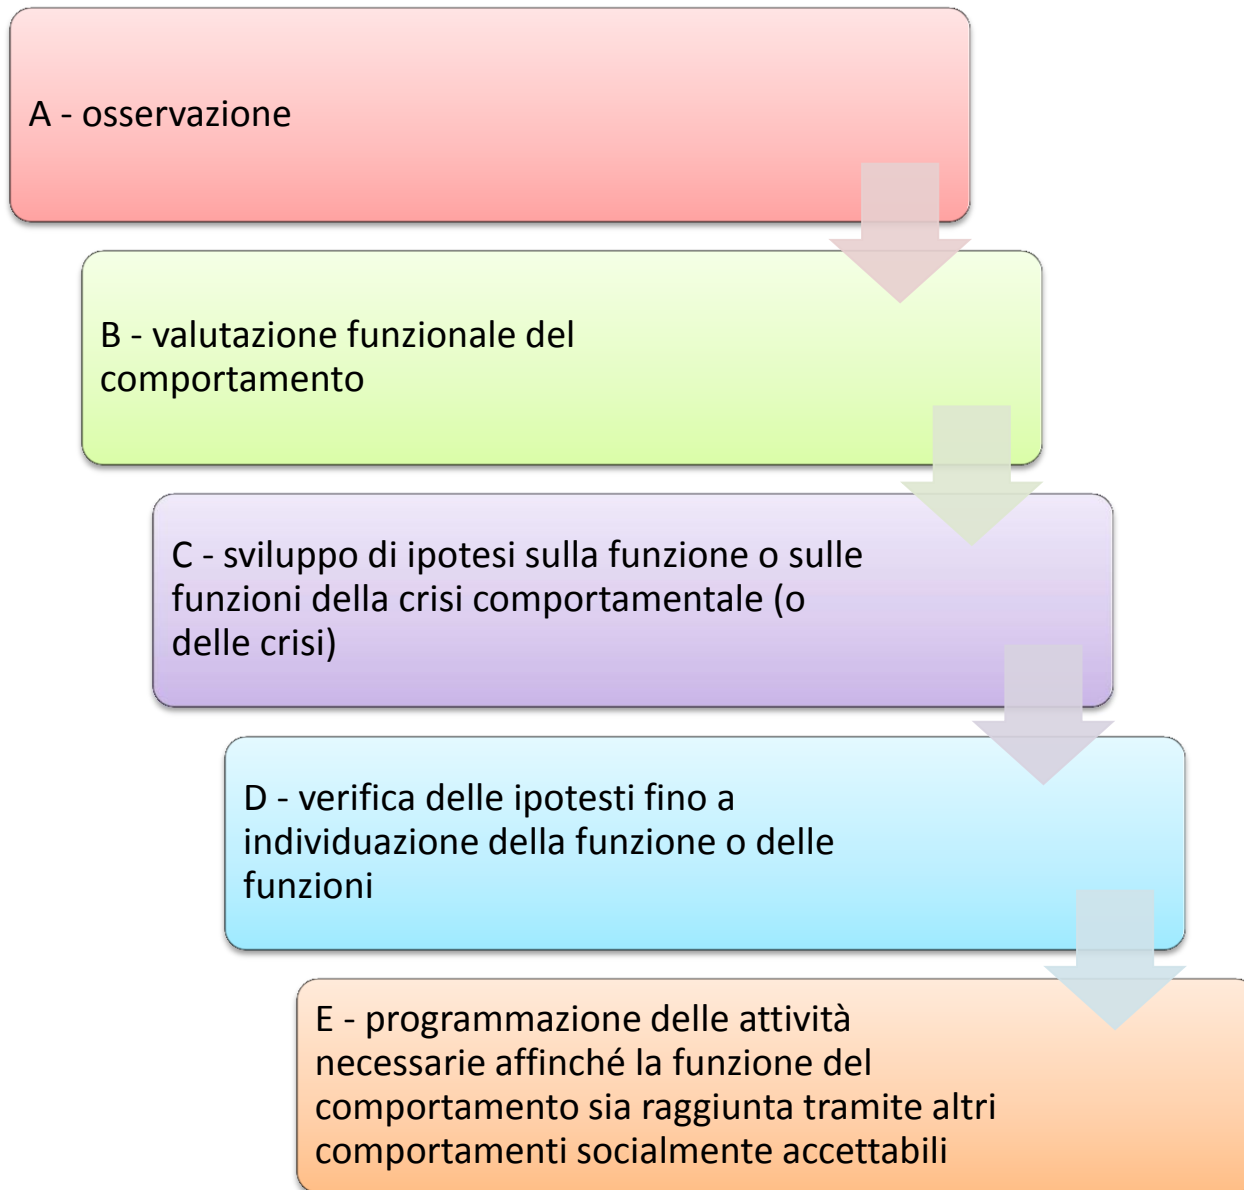 A - osservazione
B - valutazione funzionale del
comportamento
C - sviluppo di ipotesi sulla funzione o sulle
funzioni della crisi comportamentale (o
delle crisi)
D - verifica delle ipotesti fino a
individuazione della funzione o delle
funzioni
E - programmazione delle attività
necessarie affinché la funzione del
comportamento sia raggiunta tramite altri
comportamenti socialmente accettabili